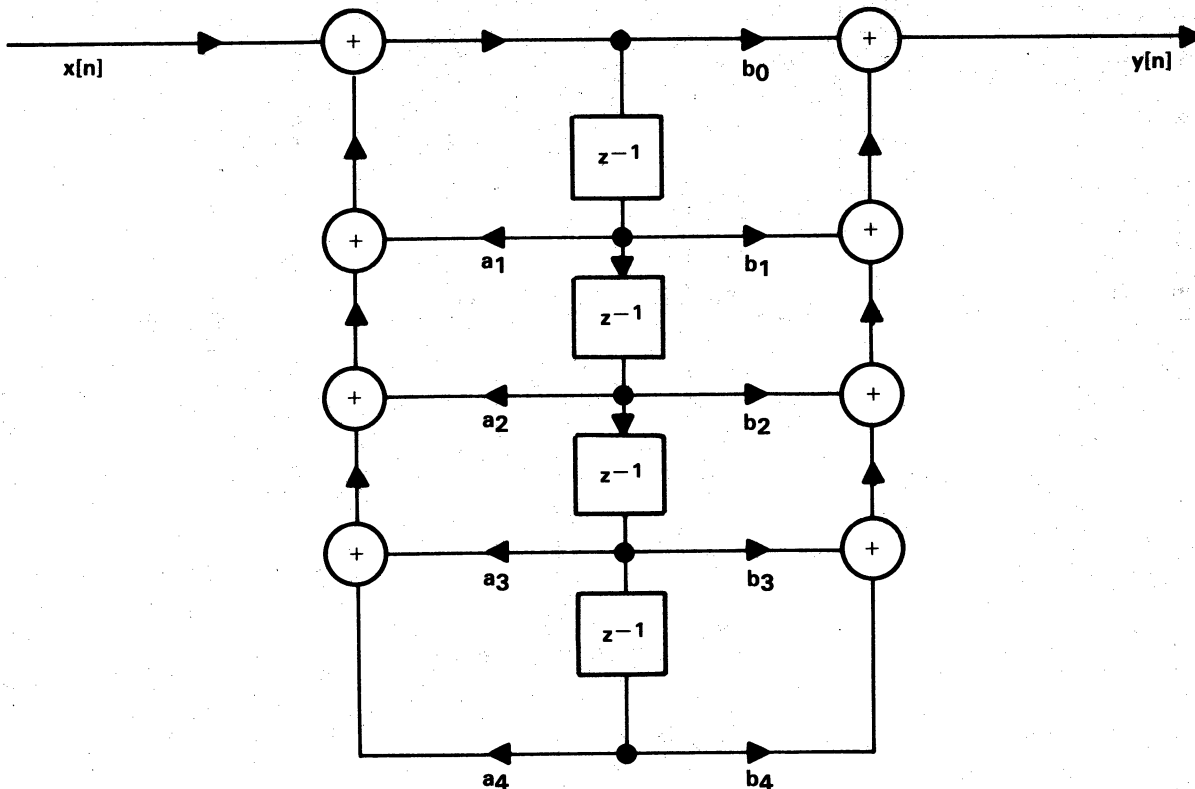 + +
x[n] b0 y[n]
z−1
+ +
a1 b1
z−1
+ +
a2 b2
z−1
+ +
a3 b3
z−1
a4 b4